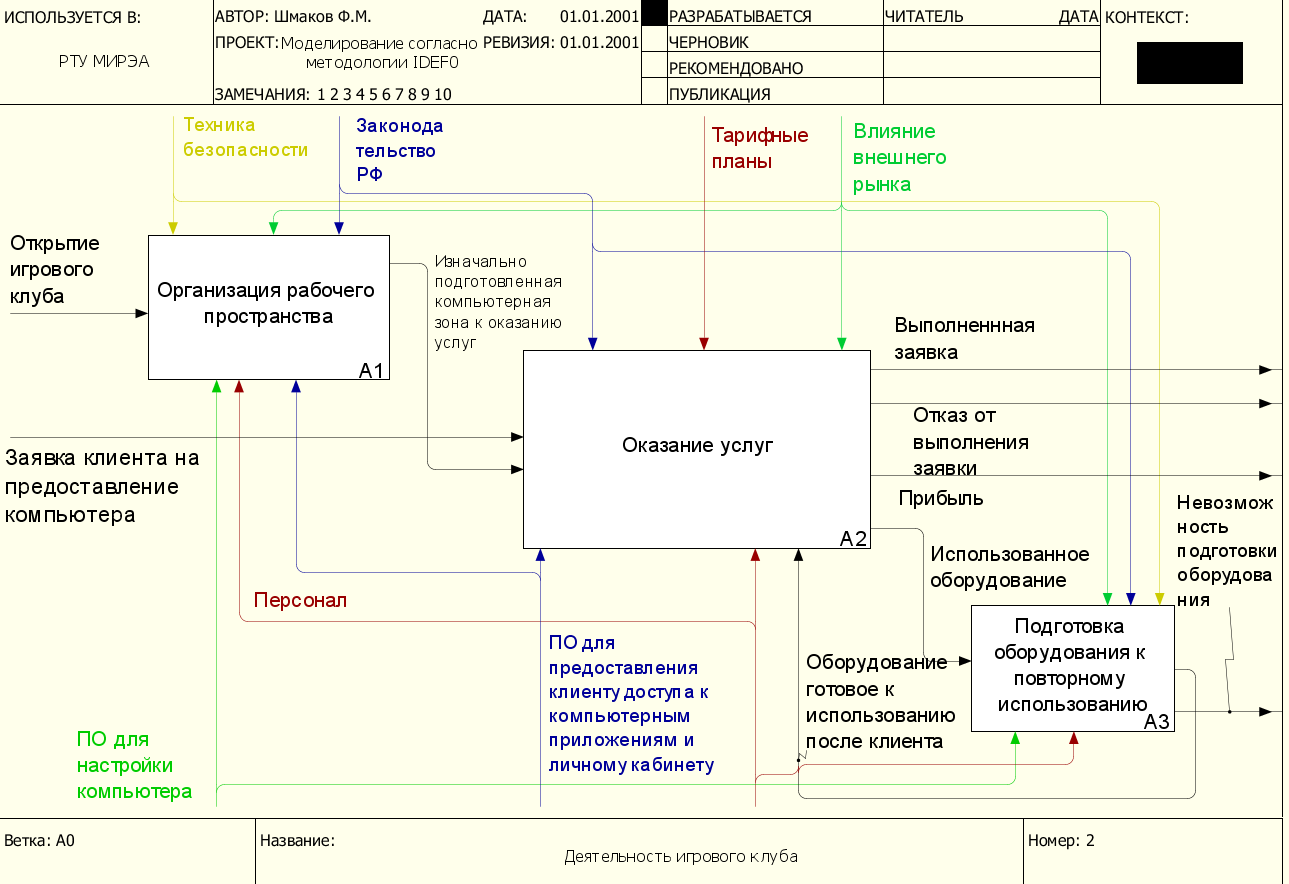 ИСПОЛЬЗУЕТСЯ В:
РТУ МИРЭА
АВТОР: Шмаков Ф.М.
ДАТА: 01.01.2001
ПРОЕКТ: Моделирование согласно
методологии IDEF0
РЕВИЗИЯ: 01.01.2001
ЗАМЕЧАНИЯ: 1 2 3 4 5 6 7 8 9 10
РАЗРАБАТЫВАЕТСЯ
ЧЕРНОВИК
РЕКОМЕНДОВАНО
ПУБЛИКАЦИЯ
ЧИТАТЕЛЬ
ДАТА
КОНТЕКСТ:
Техника
безопасности
Законода
тельство
РФ
Тарифные
планы
Влияние
внешнего
рынка
Открытие
игрового
клуба
Организация рабочего
пространства
A1
Изначально
подготовленная
компьютерная
зона к оказанию
услуг
Выполненнная
заявка
Заявка клиента на
предоставление
компьютера
Оказание услуг
A2
Отказ от
выполнения
заявки
Прибыль
Невозмож
ность
подготовки
оборудова
ния
Использованное
оборудование
Персонал
ПО для
предоставления
клиенту доступа к
компьютерным
приложениям и
личному кабинету
Оборудование
готовое к
использованию
после клиента
Подготовка
оборудования к
повторному
использованию
A3
ПО для
настройки
компьютера
Ветка: A0
Название:
Деятельность игрового клуба
Номер: 2